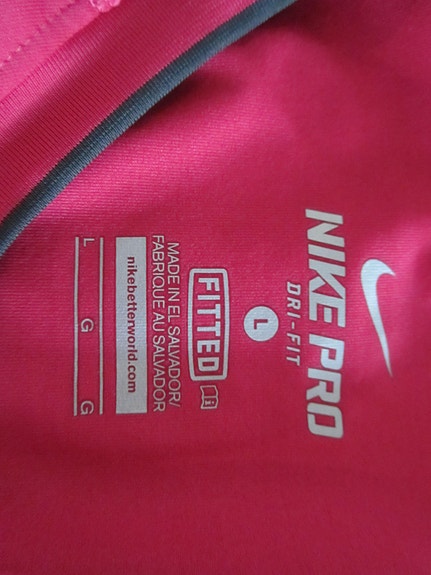 NIKE PRO
DRI-FIT
L
FITTED
MADE IN EL SALVADOR/
FABRIQUE AU SALVADOR
nikebetterworld.com
L G G